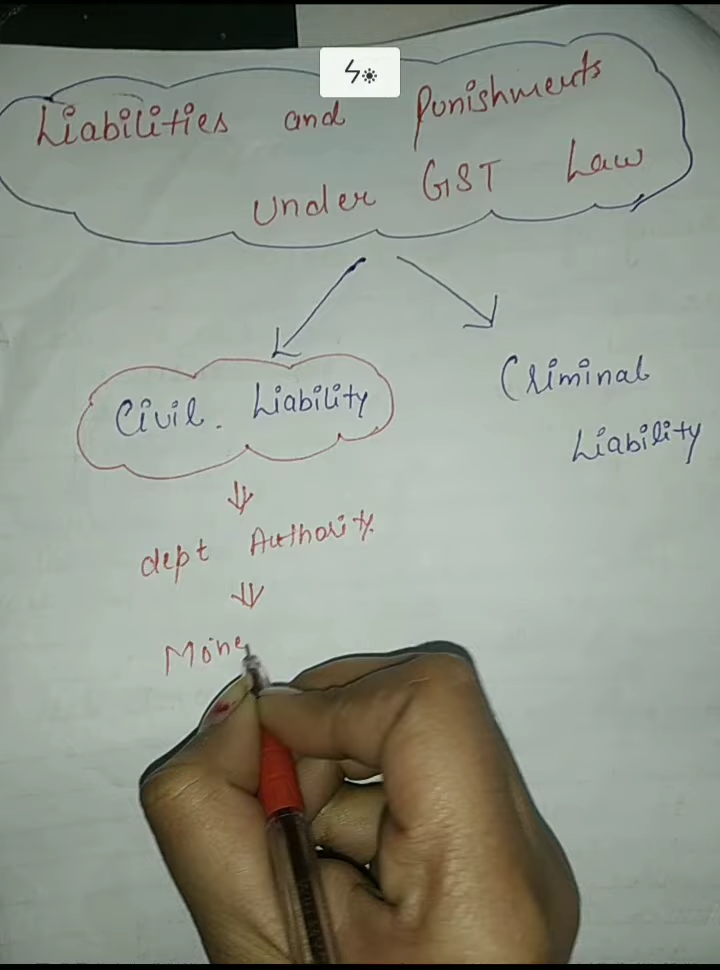 Liabilities and Punishments
Under GST Law
Civil. Liability
Criminal
Liability
dept Authority.
Mone